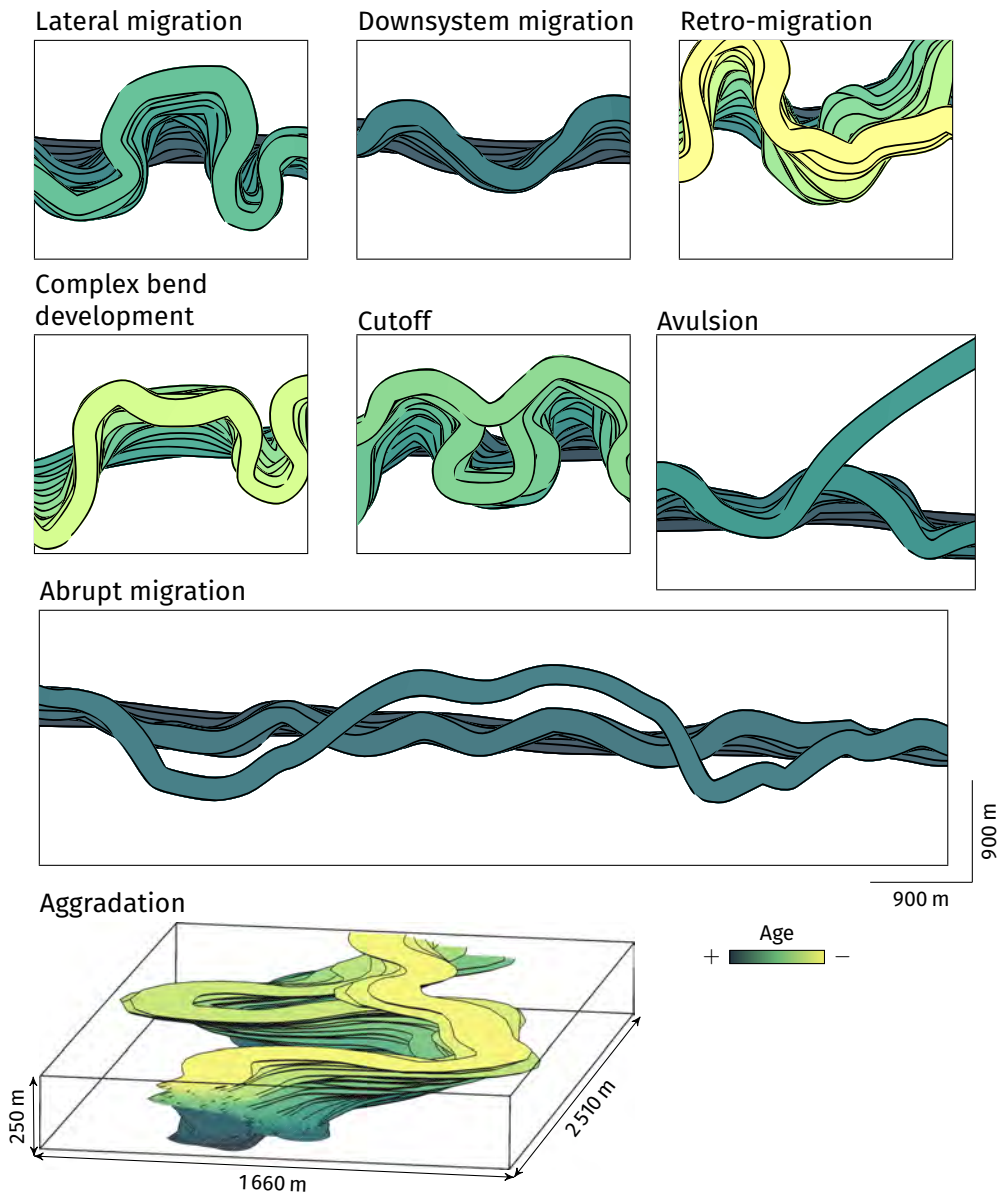 Lateral migration
Downsystem migration
Retro-migration
Complex bend
development
Cutoff
Avulsion
Abrupt migration
900 m
900 m
Aggradation
Age
+ −
250 m
1660 m
2510 m